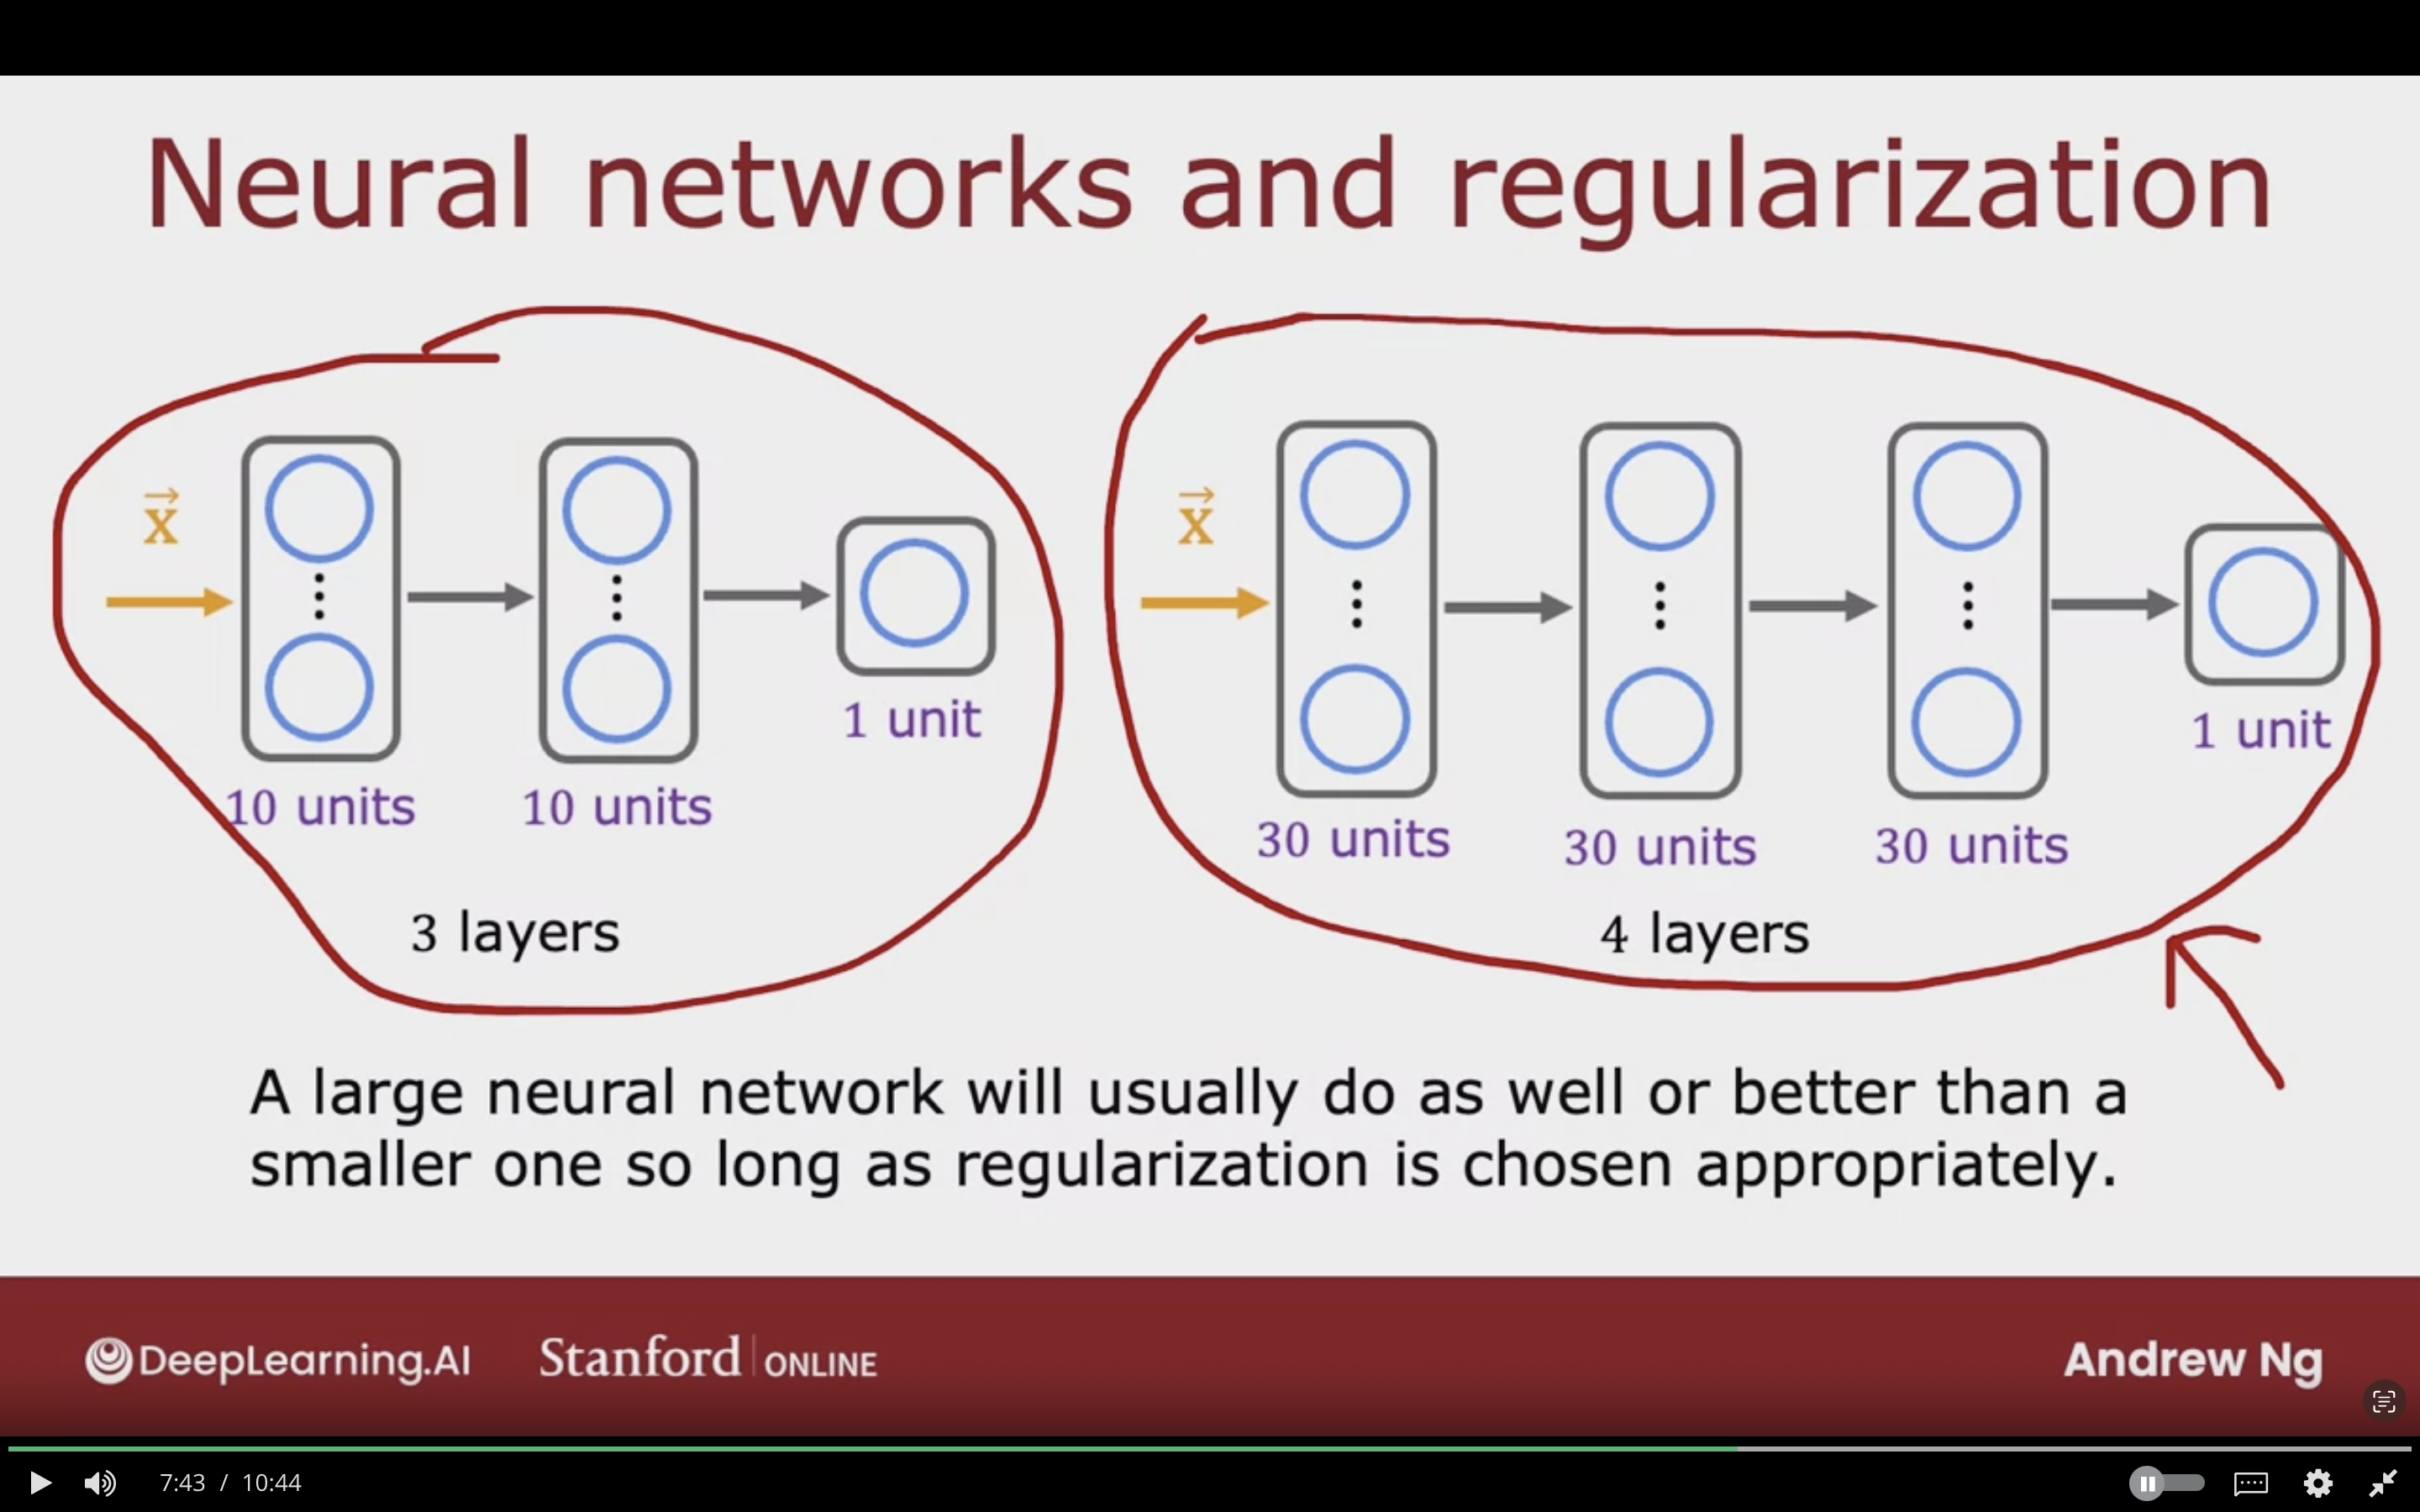 Neural networks and regularization
x
10 units
10 units
1 unit
3 layers
x
30 units
30 units
30 units
1 unit
4 layers
A large neural network will usually do as well or better than a
smaller one so long as regularization is chosen appropriately.
DeepLearning.AI
Stanford | ONLINE
Andrew Ng
7:43 / 10:44